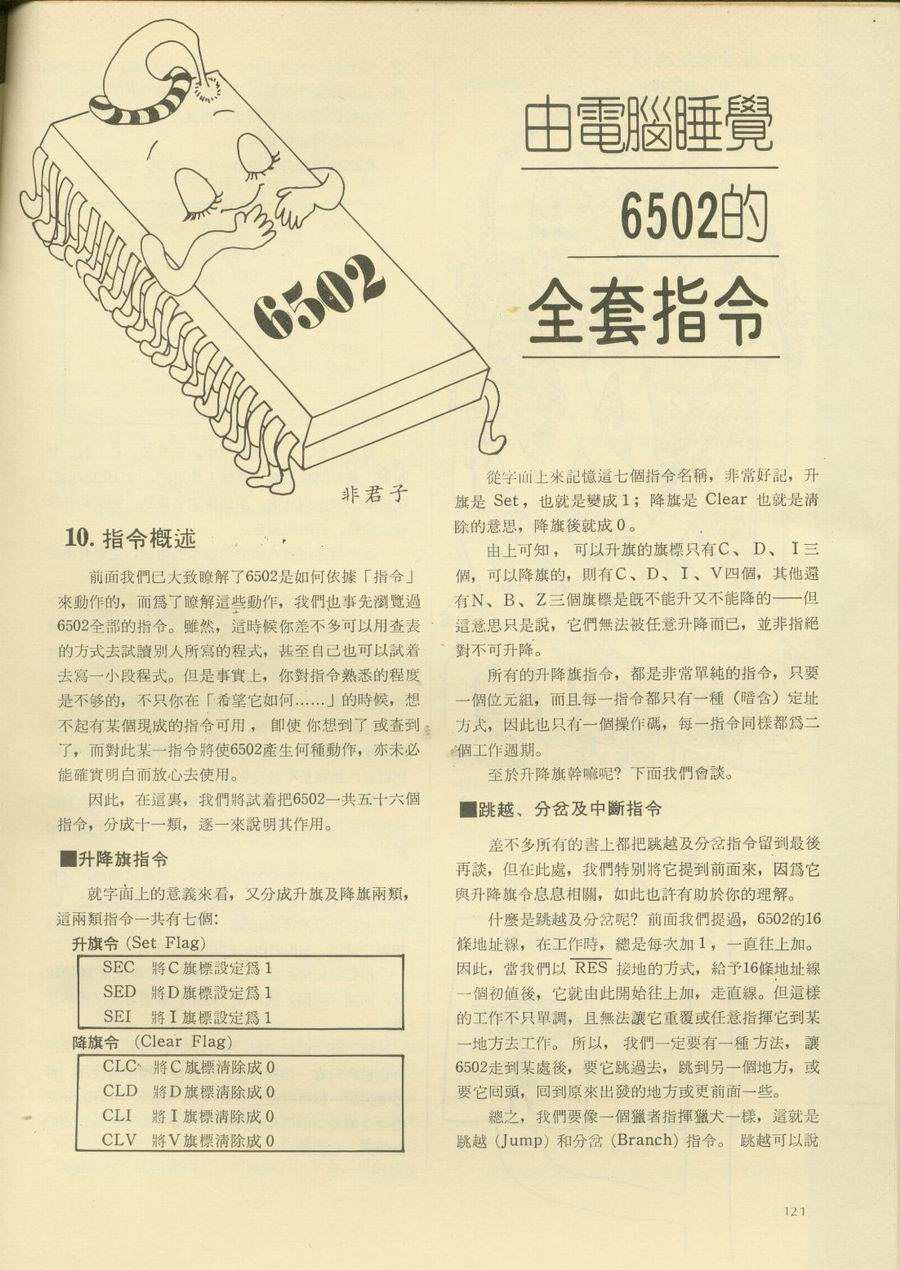 由電腦睡覺
6502的
全套指令
6502
非君子
10. 指令槪述
前面我們已大致瞭解了6502是如何依據「指令」
來動作的，而爲了瞭解這些動作，我們也事先瀏覽過
6502全部的指令。雖然，這時候你差不多可以用查表
的方式去試讀別人所寫的程式，甚至自己也可以試着
去寫一小段程式。但是事實上，你對指令熟悉的程度
是不够的，不只你在「希望它如何……」的時候，想
不起有某個現成的指令可用，卽使你想到了或查到
了，而對此某一指令將使6502產生何種動作，亦未必
能確實明白而放心去使用。
因此，在這裏，我們將試着把6502一共五十六個
指令，分成十一類，逐一來說明其作用。
■升降旗指令
就字面上的意義來看，又分成升旗及降旗兩類，
這兩類指令一共有七個：
升旗令 (Set Flag)
SEC 將C旗標設定爲1
SED 將D旗標設定爲1
SEI 將I旗標設定爲1
降旗令 (Clear Flag)
CLC 將C旗標清除成0
CLD 將D旗標清除成0
CLI 將I旗標清除成0
CLV 將V旗標清除成0
從字面上來記憶這七個指令名稱，非常好記，升
旗是 Set，也就是變成1；降旗是 Clear 也就是清
除的意思，降旗後就成0。
由上可知，可以升旗的旗標只有C、D、I三
個，可以降旗的，則有C、D、I、V四個，其他還
有N、B、Z三個旗標是旣不能升又不能降的──但
這意思只是說，它們無法被任意升降而已，並非指絕
對不可升降。
所有的升降旗指令，都是非常單純的指令，只要
一個位元組，而且每一指令都只有一種（暗含）定址
方式，因此也只有一個操作碼，每一指令同樣都爲二
個工作週期。
至於升降旗幹嘛呢？下面我們會談。
■跳越、分岔及中斷指令
差不多所有的書上都把跳越及分岔指令留到最後
再談，但在此處，我們特別將它提到前面來，因爲它
與升降旗令息息相關，如此也許有助於你的理解。
什麼是跳越及分岔呢？前面我們提過，6502的16
條地址線，在工作時，總是每次加1，一直往上加。
因此，當我們以 RES 接地的方式，給予16條地址線
一個初値後，它就由此開始往上加，走直線。但這樣
的工作不只單調，且無法讓它重覆或任意指揮它到某
一地方去工作。所以，我們一定要有一種方法，讓
6502走到某處後，要它跳過去，跳到另一個地方，或
要它囘頭，囘到原來出發的地方或更前面一些。
總之，我們要像一個獵者指揮獵犬一樣，這就是
跳越 (Jump) 和分岔 (Branch) 指令。跳越可以說
121